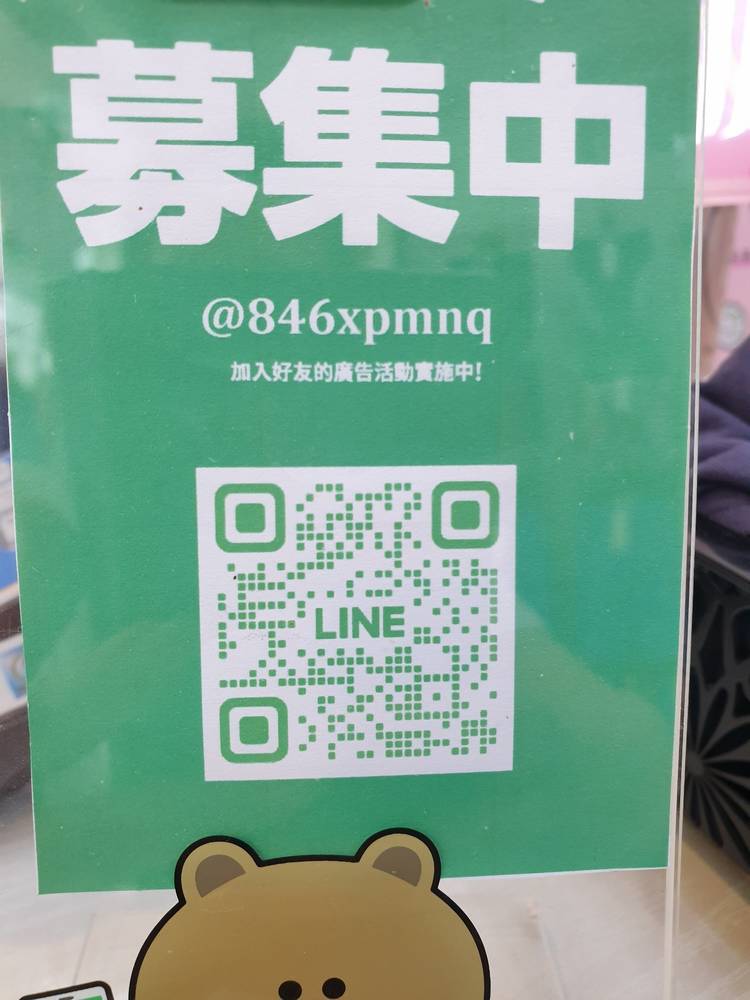 募集中
@846xpmnq
加入好友的廣告活動實施中!
LINE